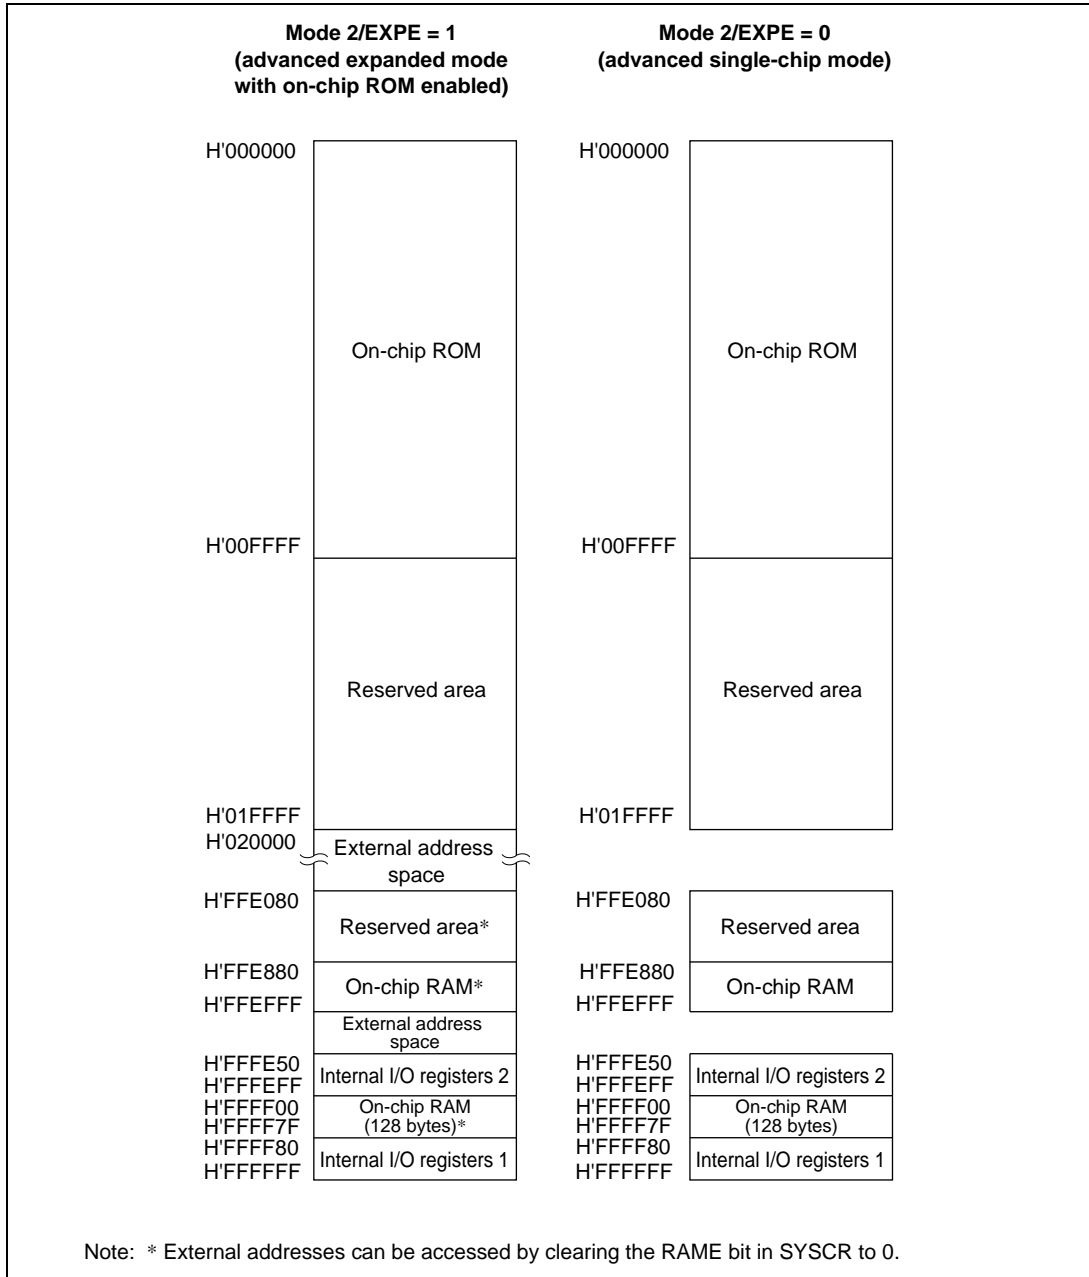 Mode 2/EXPE = 1
(advanced expanded mode
with on-chip ROM enabled)
H'000000
On-chip ROM
H'00FFFF
Reserved area
H'01FFFF
H'020000
External address
space
H'FFE080
Reserved area*
H'FFE880
On-chip RAM*
H'FFEFFF
External address
space
H'FFFE50
Internal I/O registers 2
H'FFFEFF
H'FFFF00
On-chip RAM
(128 bytes)*
H'FFFF7F
H'FFFF80
Internal I/O registers 1
H'FFFFFF
Mode 2/EXPE = 0
(advanced single-chip mode)
H'000000
On-chip ROM
H'00FFFF
Reserved area
H'01FFFF
H'FFE080
Reserved area
H'FFE880
On-chip RAM
H'FFEFFF
H'FFFE50
Internal I/O registers 2
H'FFFEFF
H'FFFF00
On-chip RAM
(128 bytes)
H'FFFF7F
H'FFFF80
Internal I/O registers 1
H'FFFFFF
Note: * External addresses can be accessed by clearing the RAME bit in SYSCR to 0.